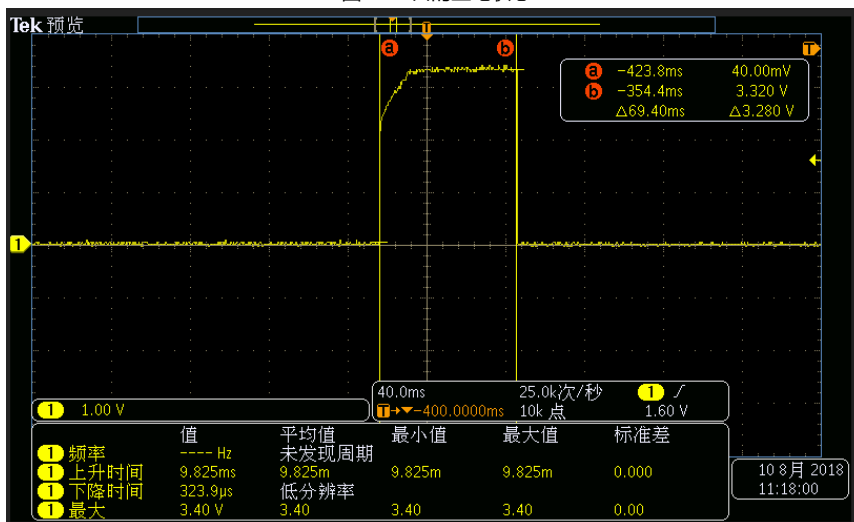 Tek 预览
a b
T
a -423.8ms 40.00mV
b -354.4ms 3.320 V
△69.40ms △3.280 V
1
1 1.00 V
40.0ms 25.0k次/秒 1
T→▼-400.0000ms 10k 点 1.60 V
值 平均值 最小值 最大值 标准差
1 频率 ---- Hz 未发现周期
1 上升时间 9.825ms 9.825m 9.825m 9.825m 0.000
1 下降时间 323.9µs 低分辨率
1 最大 3.40 V 3.40 3.40 3.40 0.00
10 8月 2018
11:18:00